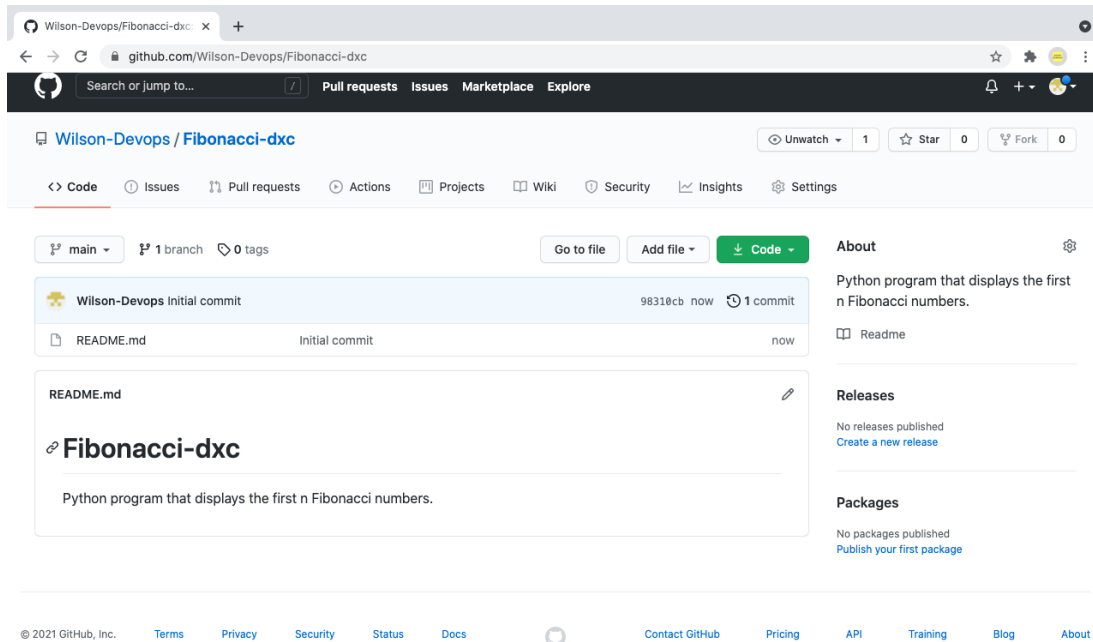 Wilson-Devops/Fibonacci-dxc:
github.com/Wilson-Devops/Fibonacci-dxc
Search or jump to... / Pull requests Issues Marketplace Explore
Wilson-Devops / Fibonacci-dxc
Unwatch 1 Star 0 Fork 0
Code Issues Pull requests Actions Projects Wiki Security Insights Settings
main 1 branch 0 tags Go to file Add file Code
About
Python program that displays the first
n Fibonacci numbers.
Readme
Wilson-Devops Initial commit 98310cb now 1 commit
README.md Initial commit now
README.md
Fibonacci-dxc
Python program that displays the first n Fibonacci numbers.
Releases
No releases published
Create a new release
Packages
No packages published
Publish your first package
© 2021 GitHub, Inc. Terms Privacy Security Status Docs Contact GitHub Pricing API Training Blog About